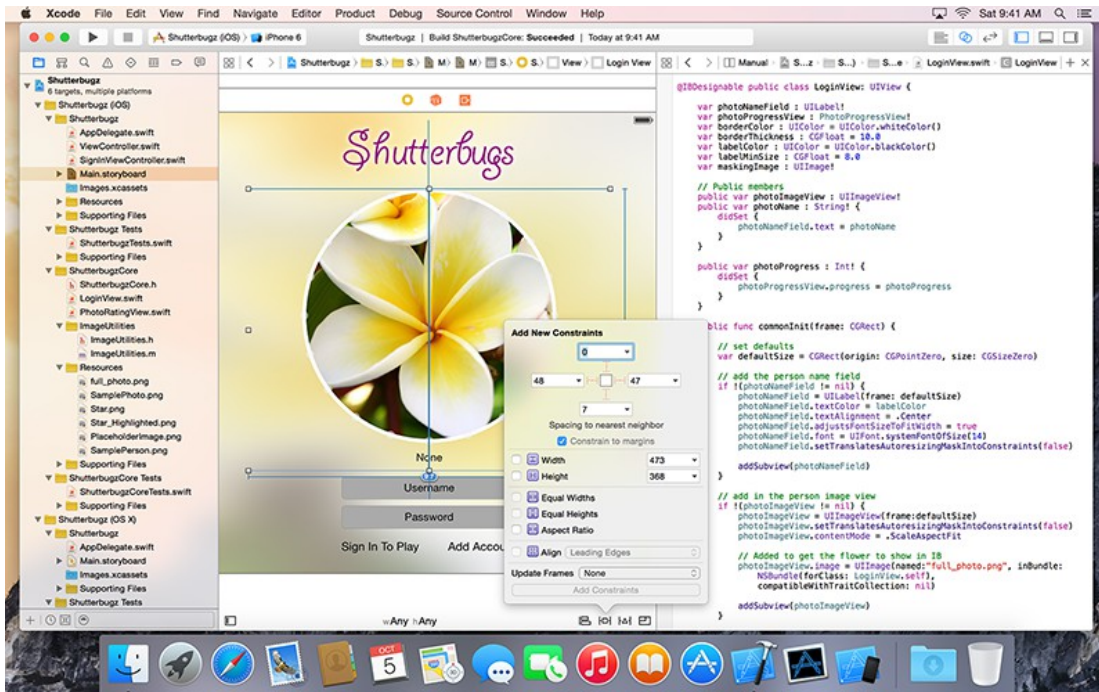 Xcode File Edit View Find Navigate Editor Product Debug Source Control Window Help Sat 9:41 AM
Shutterbugz (iOS) iPhone 6 Shutterbugz | Build ShutterbugzCore: Succeeded | Today at 9:41 AM
Shutterbugz S.) S.) M) M) S.) S.) View Login View Manual S...z S...) S...e LoginView.swift LoginView
Shutterbugz
6 targets, multiple platforms
Shutterbugz (iOS)
Shutterbugz
AppDelegate.swift
ViewController.swift
SignInViewController.swift
Main.storyboard
Images.xcassets
Resources
Supporting Files
Shutterbugz Tests
ShutterbugzTests.swift
Supporting Files
ShutterbugzCore
ShutterbugzCore.h
LoginView.swift
PhotoRatingView.swift
ImageUtilities
ImageUtilities.h
ImageUtilities.m
Resources
full_photo.png
SamplePhoto.png
Star.png
Star_Highlighted.png
PlaceholderImage.png
SamplePerson.png
Supporting Files
ShutterbugzCore Tests
ShutterbugzCoreTests.swift
Supporting Files
Shutterbugz (OS X)
Shutterbugz
AppDelegate.swift
Main.storyboard
Images.xcassets
Supporting Files
Shutterbugz Tests
Shutterbugs
None
Username
Password
Sign In To Play Add Accou
wAny hAny
Add New Constraints
0
48 47
7
Spacing to nearest neighbor
Constrain to margins
Width 473
Height 368
Equal Widths
Equal Heights
Aspect Ratio
Align Leading Edges
Update Frames None
Add Constraints
@IBDesignable public class LoginView: UIView {
var photoNameField : UILabel!
var photoProgressView : PhotoProgressView!
var borderColor : UIColor = UIColor.whiteColor()
var borderThickness : CGFloat = 10.0
var labelColor : UIColor = UIColor.blackColor()
var labelMinSize : CGFloat = 8.0
var maskingImage : UIImage!
// Public members
public var photoImageView : UIImageView!
public var photoName : String! {
didSet {
photoNameField.text = photoName
}
}
public var photoProgress : Int! {
didSet {
photoProgressView.progress = photoProgress
}
}
blic func commonInit(frame: CGRect) {
// set defaults
var defaultSize = CGRect(origin: CGPointZero, size: CGSizeZero)
// add the person name field
if !(photoNameField != nil) {
photoNameField = UILabel(frame: defaultSize)
photoNameField.textColor = labelColor
photoNameField.textAlignment = .Center
photoNameField.adjustsFontSizeToFitWidth = true
photoNameField.font = UIFont.systemFontOfSize(14)
photoNameField.setTranslatesAutoresizingMaskIntoConstraints(false)
addSubview(photoNameField)
}
// add in the person image view
if !(photoImageView != nil) {
photoImageView = UIImageView(frame:defaultSize)
photoImageView.setTranslatesAutoresizingMaskIntoConstraints(false)
photoImageView.contentMode = .ScaleAspectFit
// Added to get the flower to show in IB
photoImageView.image = UIImage(named:"full_photo.png", inBundle:
NSBundle(forClass: LoginView.self),
compatibleWithTraitCollection: nil)
addSubview(photoImageView)
}
OCT
5